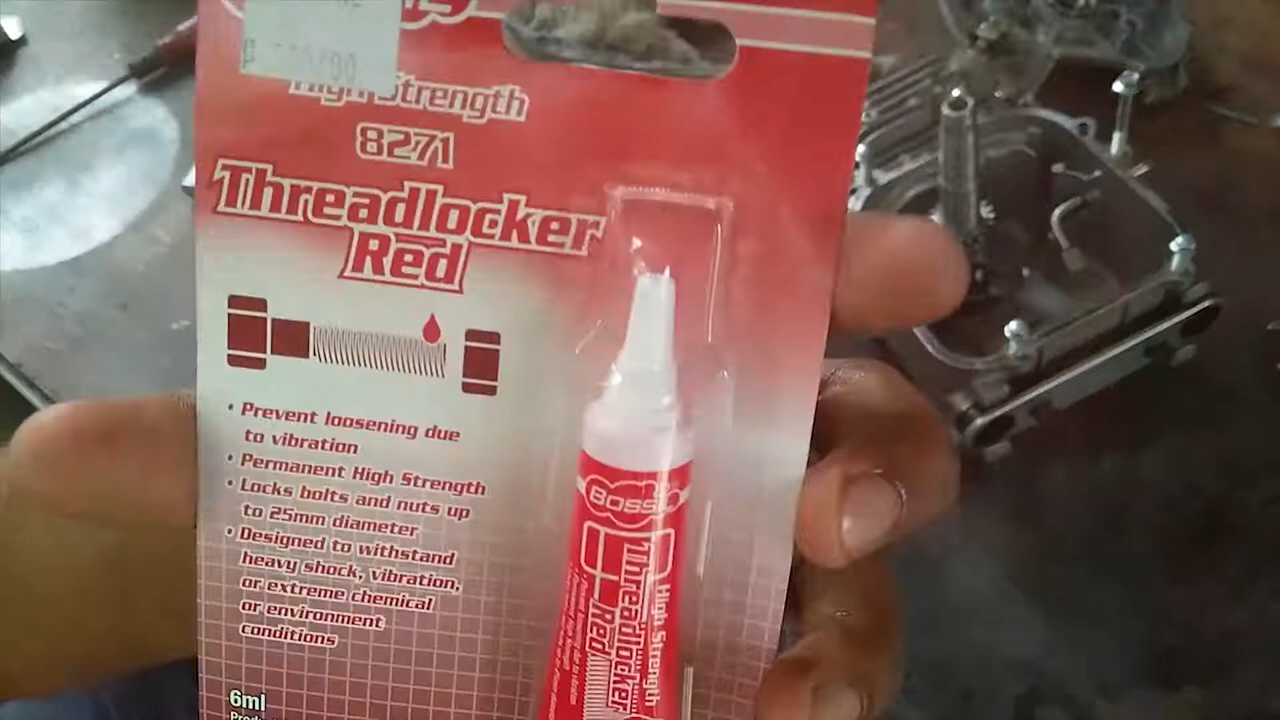 High Strength
8271
Threadlocker
Red
• Prevent loosening due
to vibration
• Permanent High Strength
• Locks bolts and nuts up
to 25mm diameter
• Designed to withstand
heavy shock, vibration,
or extreme chemical
or environment
conditions
6ml
High Strength
Threadlocker
Red